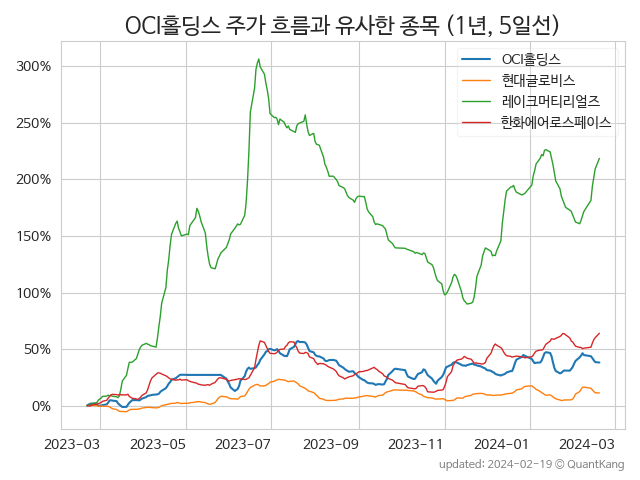 OCI홀딩스 주가 흐름과 유사한 종목 (1년, 5일선)
OCI홀딩스
현대글로비스
레이크머티리얼즈
한화에어로스페이스
300%
250%
200%
150%
100%
50%
0%
2023-03 2023-05 2023-07 2023-09 2023-11 2024-01 2024-03
updated: 2024-02-19 © QuantKang